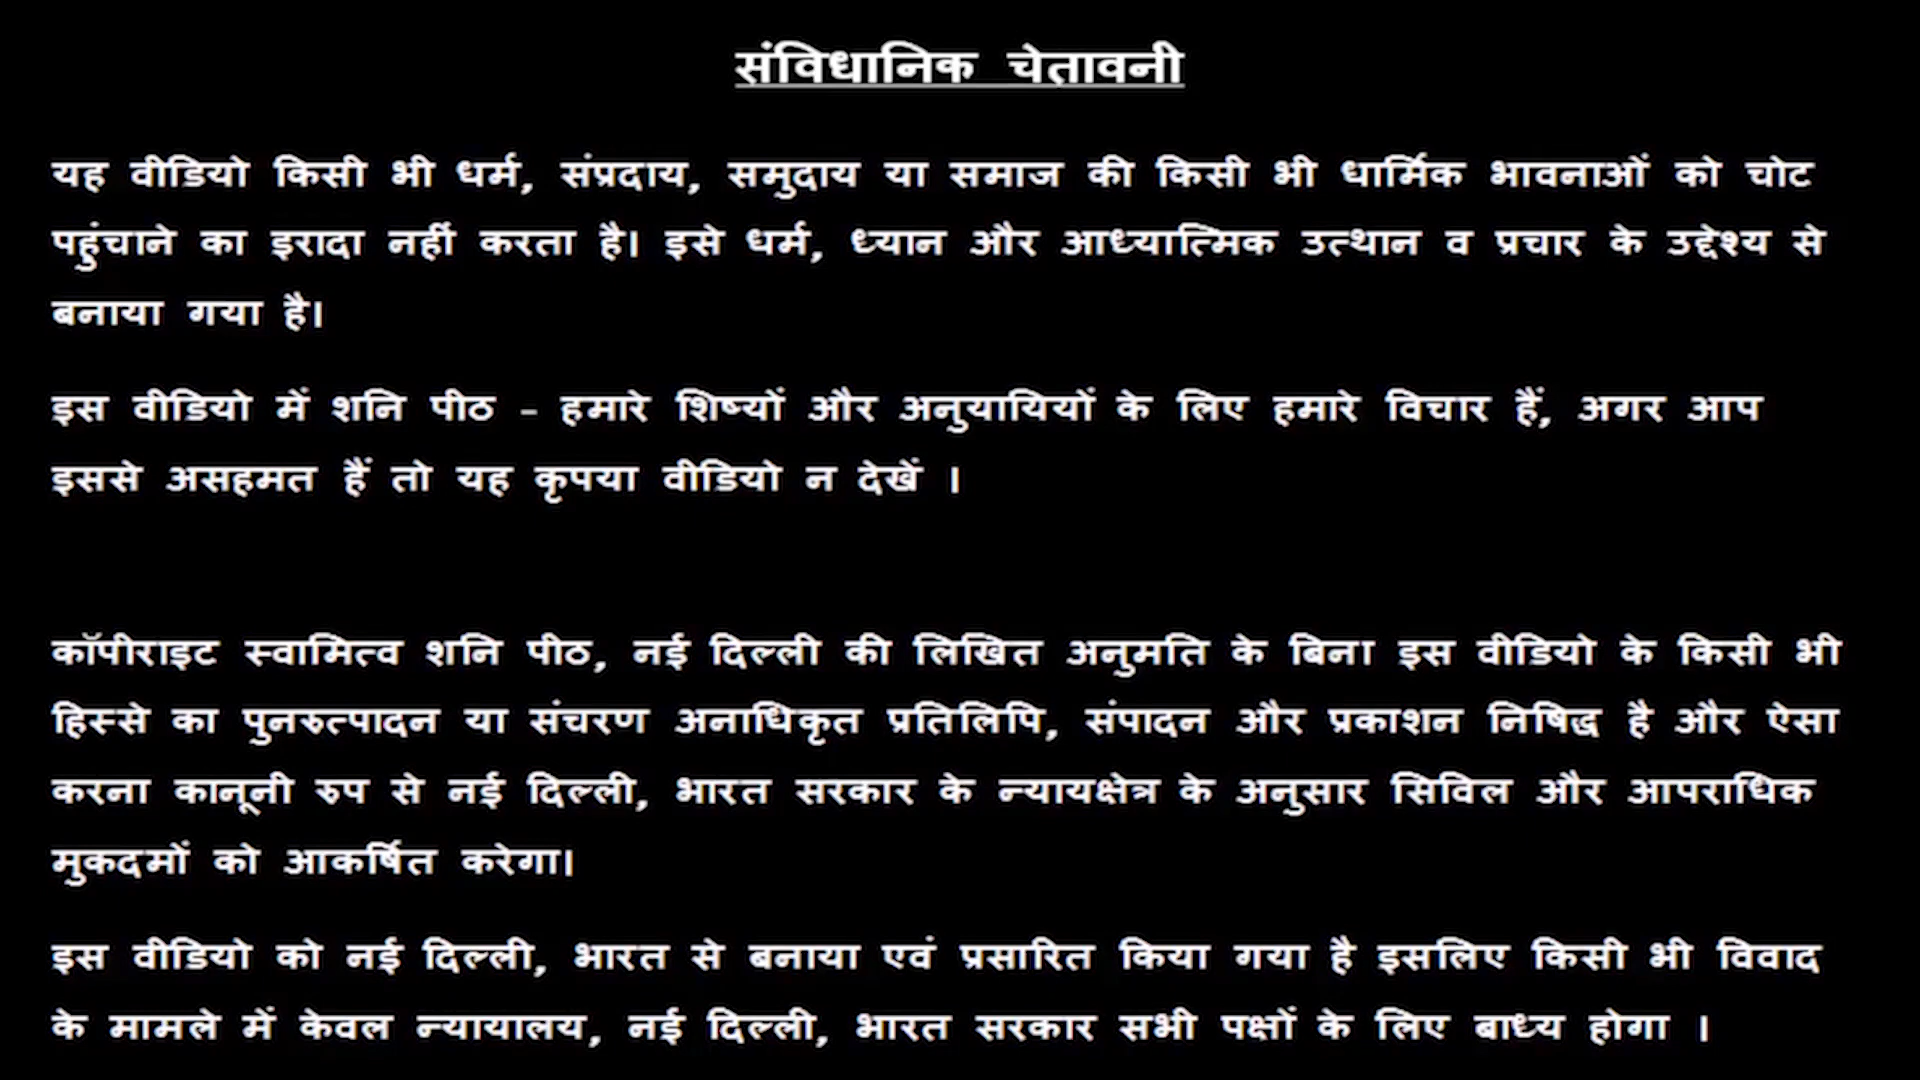 संविधानिक चेतावनी
यह वीडियो किसी भी धर्म, संप्रदाय, समुदाय या समाज की किसी भी धार्मिक भावनाओं को चोट
पहुंचाने का इरादा नहीं करता है। इसे धर्म, ध्यान और आध्यात्मिक उत्थान व प्रचार के उद्देश्य से
बनाया गया है।
इस वीडियो में शनि पीठ - हमारे शिष्यों और अनुयायियों के लिए हमारे विचार हैं, अगर आप
इससे असहमत हैं तो यह कृपया वीडियो न देखें ।
कॉपीराइट स्वामित्व शनि पीठ, नई दिल्ली की लिखित अनुमति के बिना इस वीडियो के किसी भी
हिस्से का पुनरुत्पादन या संचरण अनाधिकृत प्रतिलिपि, संपादन और प्रकाशन निषिद्ध है और ऐसा
करना कानूनी रुप से नई दिल्ली, भारत सरकार के न्यायक्षेत्र के अनुसार सिविल और आपराधिक
मुकदमों को आकर्षित करेगा।
इस वीडियो को नई दिल्ली, भारत से बनाया एवं प्रसारित किया गया है इसलिए किसी भी विवाद
के मामले में केवल न्यायालय, नई दिल्ली, भारत सरकार सभी पक्षों के लिए बाध्य होगा ।